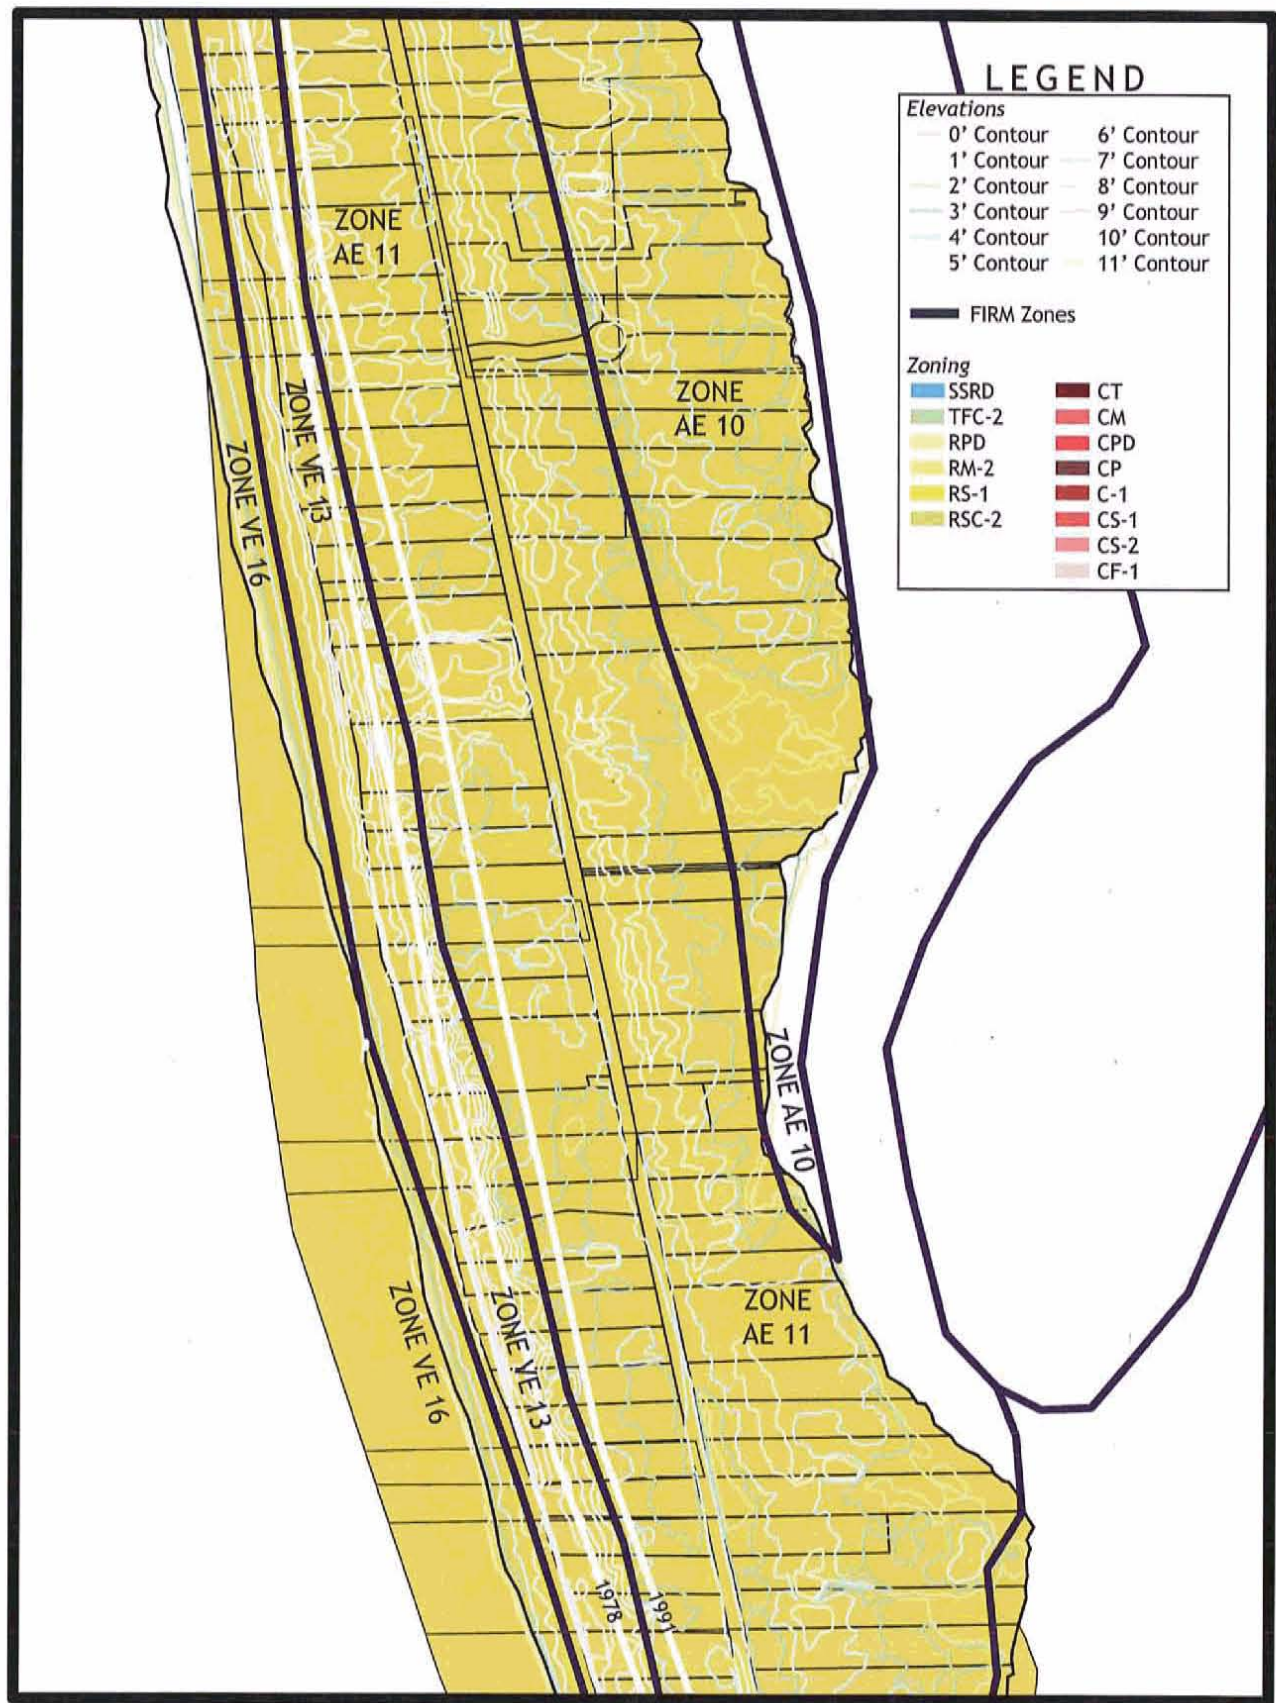 LEGEND
Elevations
0' Contour 6' Contour
1' Contour 7' Contour
2' Contour 8' Contour
3' Contour 9' Contour
4' Contour 10' Contour
5' Contour 11' Contour
FIRM Zones
Zoning
SSRD CT
TFC-2 CM
RPD CPD
RM-2 CP
RS-1 C-1
RSC-2 CS-1
CS-2
CF-1
ZONE
AE 11
ZONE
AE 10
ZONE VE 13
ZONE VE 16
ZONE AE 10
ZONE
AE 11
ZONE VE 16
ZONE VE 13
1978
1991